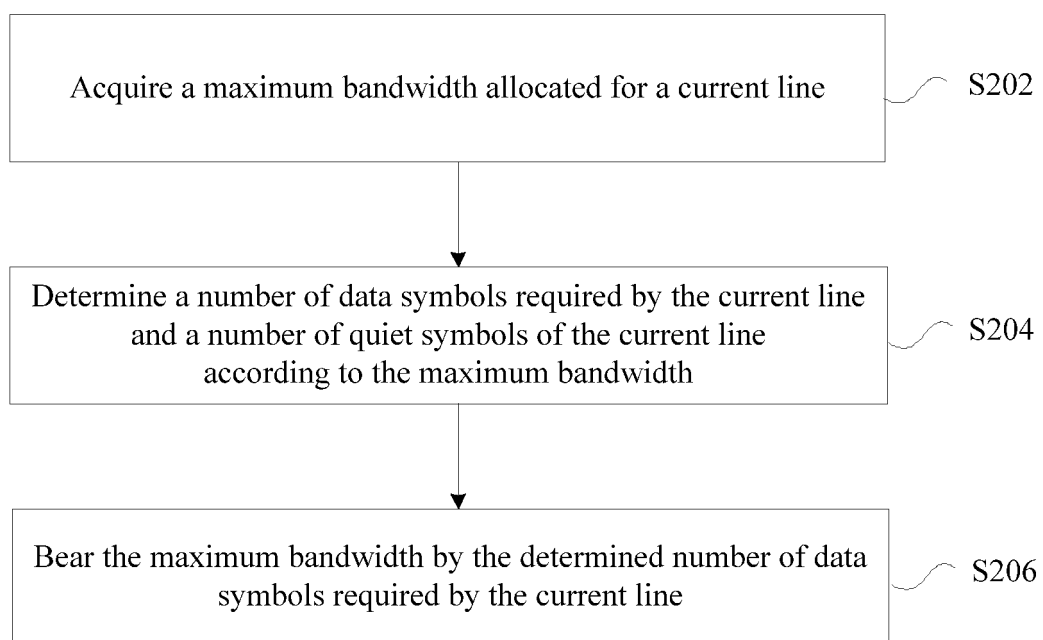 Acquire a maximum bandwidth allocated for a current line
S202
Determine a number of data symbols required by the current line
and a number of quiet symbols of the current line
according to the maximum bandwidth
S204
Bear the maximum bandwidth by the determined number of data
symbols required by the current line
S206